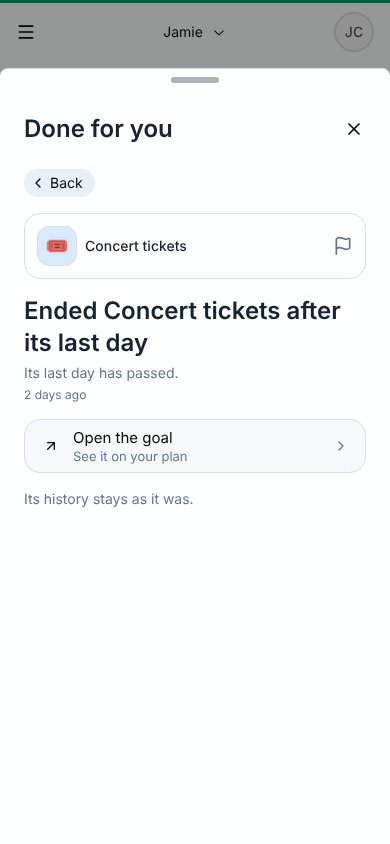 Jamie
JC
Done for you
Back
Concert tickets
Ended Concert tickets after
its last day
Its last day has passed.
2 days ago
Open the goal
See it on your plan
Its history stays as it was.